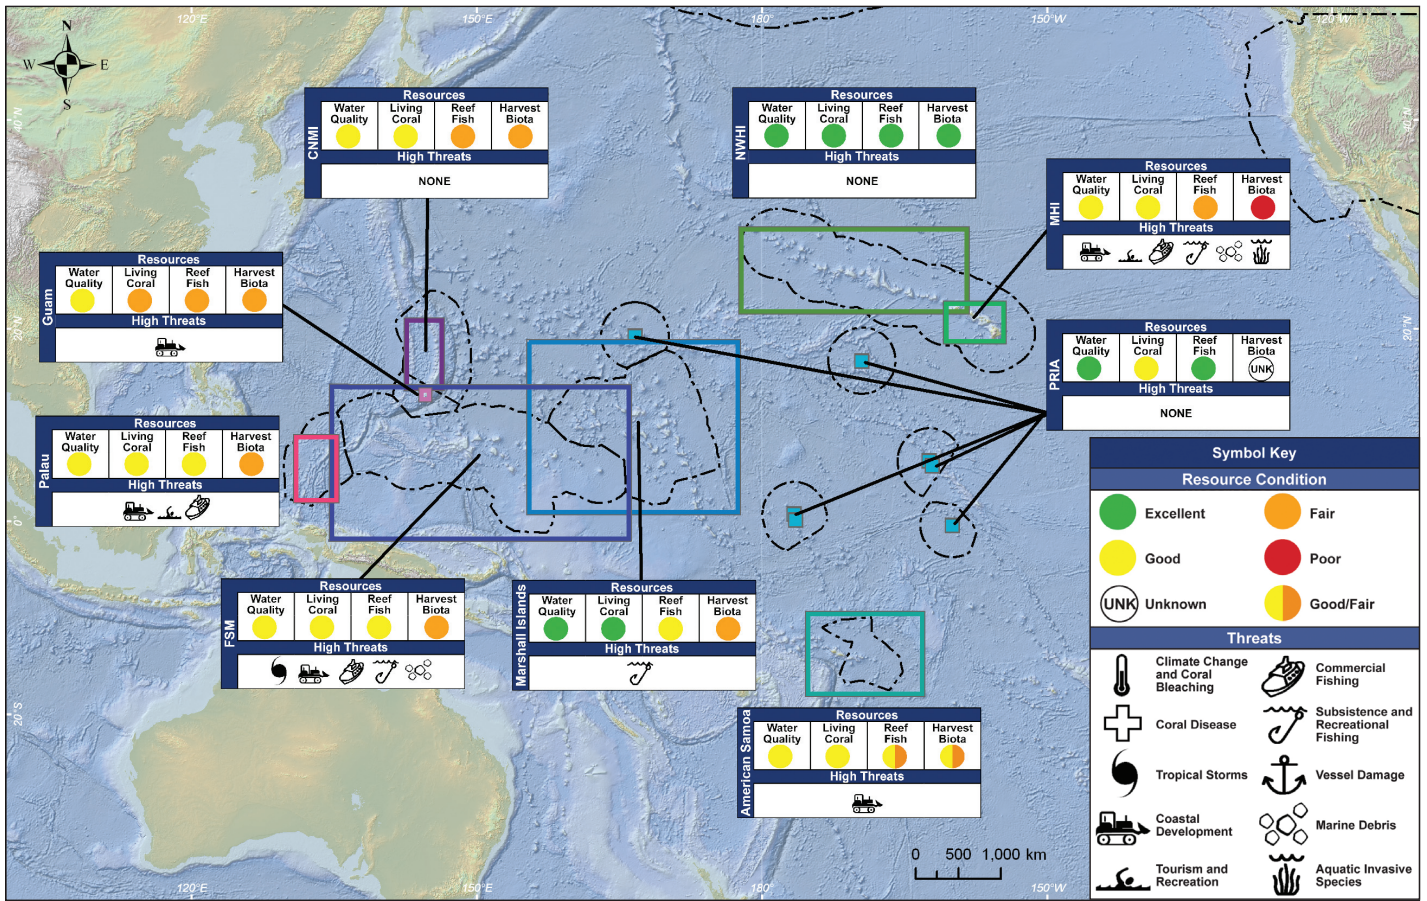 120°E
150°E
180°
150°W
120°W
N
W E
S
40°N
40°N
20°N
20°N
0°
20°S
CNMI
Resources
Water Quality
Living Coral
Reef Fish
Harvest Biota
High Threats
NONE
NWHI
Resources
Water Quality
Living Coral
Reef Fish
Harvest Biota
High Threats
NONE
MHI
Resources
Water Quality
Living Coral
Reef Fish
Harvest Biota
High Threats
Guam
Resources
Water Quality
Living Coral
Reef Fish
Harvest Biota
High Threats
PRIA
Resources
Water Quality
Living Coral
Reef Fish
Harvest Biota
UNK
High Threats
NONE
Palau
Resources
Water Quality
Living Coral
Reef Fish
Harvest Biota
High Threats
FSM
Resources
Water Quality
Living Coral
Reef Fish
Harvest Biota
High Threats
Marshall Islands
Resources
Water Quality
Living Coral
Reef Fish
Harvest Biota
High Threats
American Samoa
Resources
Water Quality
Living Coral
Reef Fish
Harvest Biota
High Threats
Symbol Key
Resource Condition
Excellent
Fair
Good
Poor
UNK Unknown
Good/Fair
Threats
Climate Change
and Coral
Bleaching
Commercial
Fishing
Coral Disease
Subsistence and
Recreational
Fishing
Tropical Storms
Vessel Damage
Coastal
Development
Marine Debris
Tourism and
Recreation
Aquatic Invasive
Species
0 500 1,000 km
120°E
150°E
180°
150°W